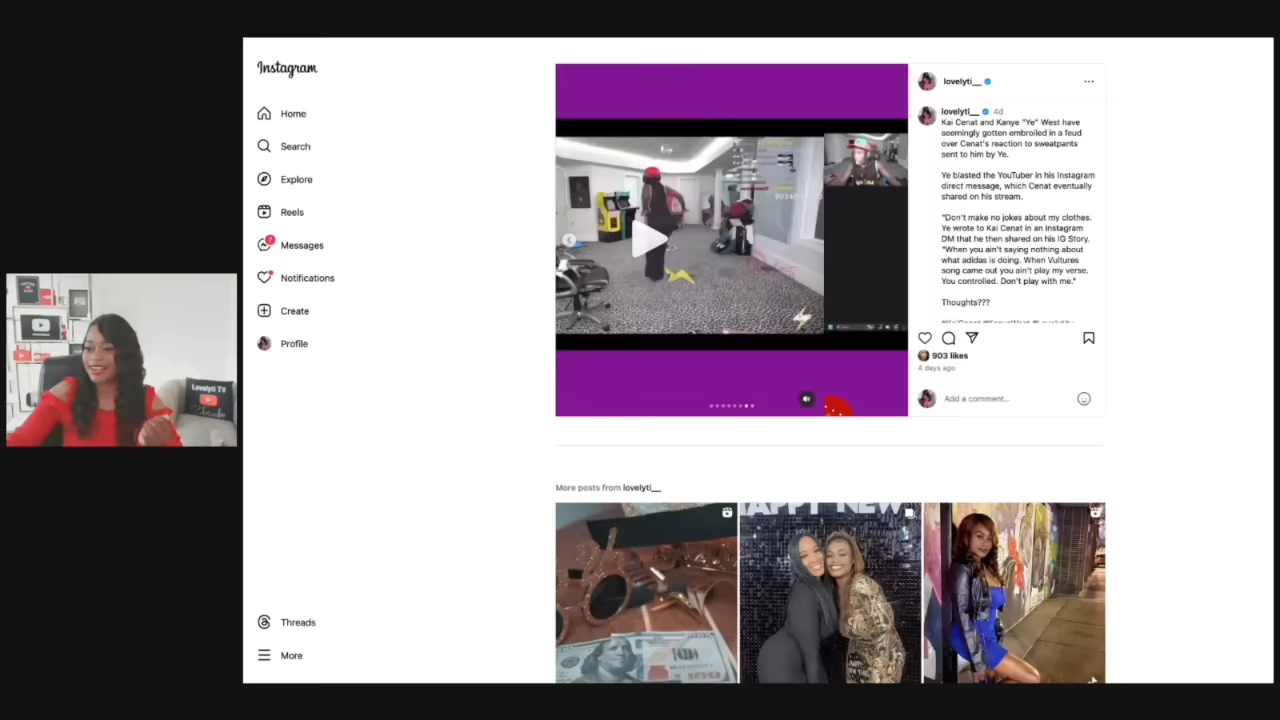 Instagram
Home
Search
Explore
Reels
7
Messages
Notifications
Create
Profile
Threads
More
lovelyti__
lovelyti__ 4d
Kai Cenat and Kanye "Ye" West have
seemingly gotten embroiled in a feud
over Cenat's reaction to sweatpants
sent to him by Ye.
Ye blasted the YouTuber in his Instagram
direct message, which Cenat eventually
shared on his stream.
"Don't make no jokes about my clothes.
Ye wrote to Kai Cenat in an Instagram
DM that he then shared on his IG Story.
"When you ain't saying nothing about
what adidas is doing. When Vultures
song came out you ain't play my verse.
You controlled. Don't play with me."
Thoughts???
903 likes
4 days ago
Add a comment...
More posts from lovelyti__
HAPPY NEW
Lovelyti TV